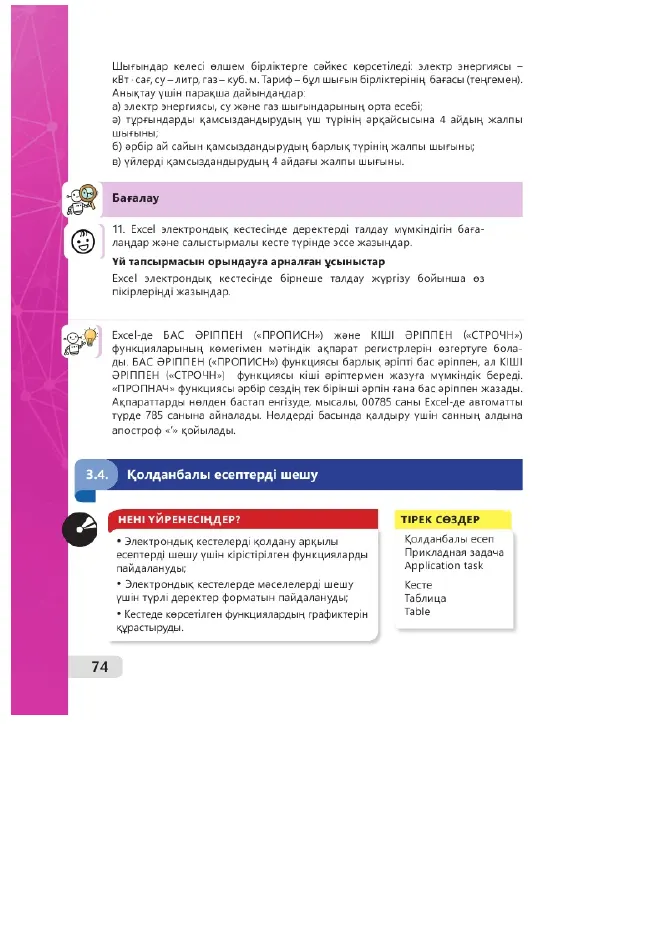 Шығындар келесі өлшем бірліктерге сәйкес көрсетіледі: электр энергиясы –
кВт · сағ, су – литр, газ – куб. м. Тариф – бұл шығын бірліктерінің бағасы (теңгемен).
Анықтау үшін парақша дайындаңдар:
а) электр энергиясы, су және газ шығындарының орта есебі;
ә) тұрғындарды қамсыздандырудың үш түрінің әрқайсысына 4 айдың жалпы
шығыны;
б) әрбір ай сайын қамсыздандырудың барлық түрінің жалпы шығыны;
в) үйлерді қамсыздандырудың 4 айдағы жалпы шығыны.
Бағалау
11. Excel электрондық кестесінде деректерді талдау мүмкіндігін баға-
лаңдар және салыстырмалы кесте түрінде эссе жазыңдар.
Үй тапсырмасын орындауға арналған ұсыныстар
Excel электрондық кестесінде бірнеше талдау жүргізу бойынша өз
пікірлеріңді жазыңдар.
Excel-де БАС ӘРІППЕН («ПРОПИСН») және КІШІ ӘРІППЕН («СТРОЧН»)
функцияларының көмегімен мәтіндік ақпарат регистрлерін өзгертуге бола-
ды. БАС ӘРІППЕН («ПРОПИСН») функциясы барлық әріпті бас әріппен, ал КІШІ
ӘРІППЕН («СТРОЧН») функциясы кіші әріптермен жазуға мүмкіндік береді.
«ПРОПНАЧ» функциясы әрбір сөздің тек бірінші әрпін ғана бас әріппен жазады.
Ақпараттарды нөлден бастап енгізуде, мысалы, 00785 саны Excel-де автоматты
түрде 785 санына айналады. Нөлдерді басында қалдыру үшін санның алдына
апостроф «’» қойылады.
3.4. Қолданбалы есептерді шешу
НЕНІ ҮЙРЕНЕСІҢДЕР?
• Электрондық кестелерді қолдану арқылы
есептерді шешу үшін кірістірілген функцияларды
пайдалануды;
• Электрондық кестелерде мәселелерді шешу
үшін түрлі деректер форматын пайдалануды;
• Кестеде көрсетілген функциялардың графиктерін
құрастыруды.
ТІРЕК СӨЗДЕР
Қолданбалы есеп
Прикладная задача
Application task
Кесте
Таблица
Table
74